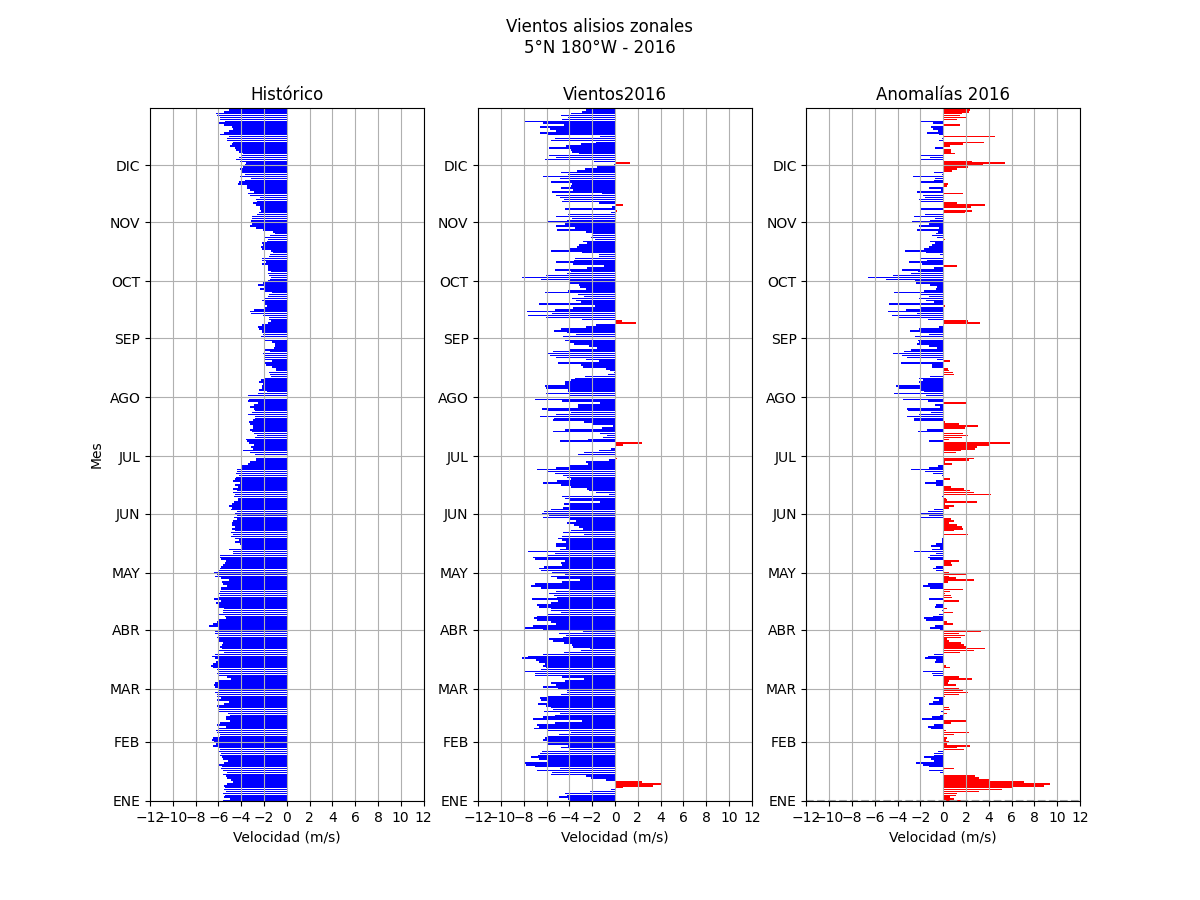 Vientos alisios zonales
5°N 180°W - 2016
Histórico
Vientos2016
Anomalías 2016
Mes
DIC
NOV
OCT
SEP
AGO
JUL
JUN
MAY
ABR
MAR
FEB
ENE
−12 −10 −8 −6 −4 −2 0 2 4 6 8 10 12
Velocidad (m/s)
DIC
NOV
OCT
SEP
AGO
JUL
JUN
MAY
ABR
MAR
FEB
ENE
−12 −10 −8 −6 −4 −2 0 2 4 6 8 10 12
Velocidad (m/s)
DIC
NOV
OCT
SEP
AGO
JUL
JUN
MAY
ABR
MAR
FEB
ENE
−12 −10 −8 −6 −4 −2 0 2 4 6 8 10 12
Velocidad (m/s)